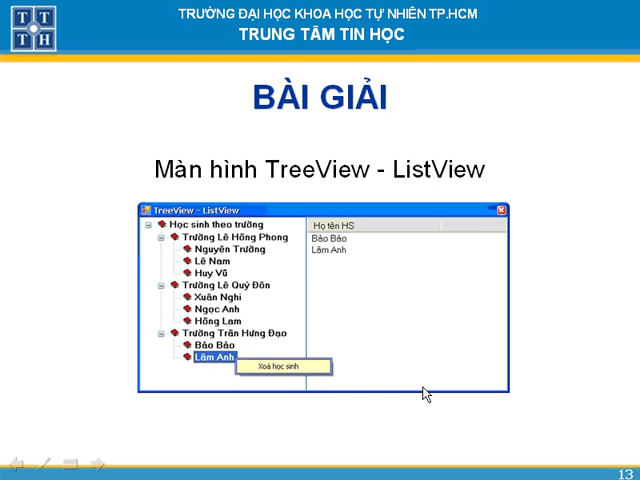 T T
T H
TRƯỜNG ĐẠI HỌC KHOA HỌC TỰ NHIÊN TP.HCM
TRUNG TÂM TIN HỌC
BÀI GIẢI
Màn hình TreeView - ListView
TreeView - ListView
Học sinh theo trường
Trường Lê Hồng Phong
Nguyên Trường
Lê Nam
Huy Vũ
Trường Lê Quý Đôn
Xuân Nghi
Ngọc Anh
Hồng Lam
Trường Trần Hưng Đạo
Bảo Bảo
Lâm Anh
Xoá học sinh
Họ tên HS
Bảo Bảo
Lâm Anh
13